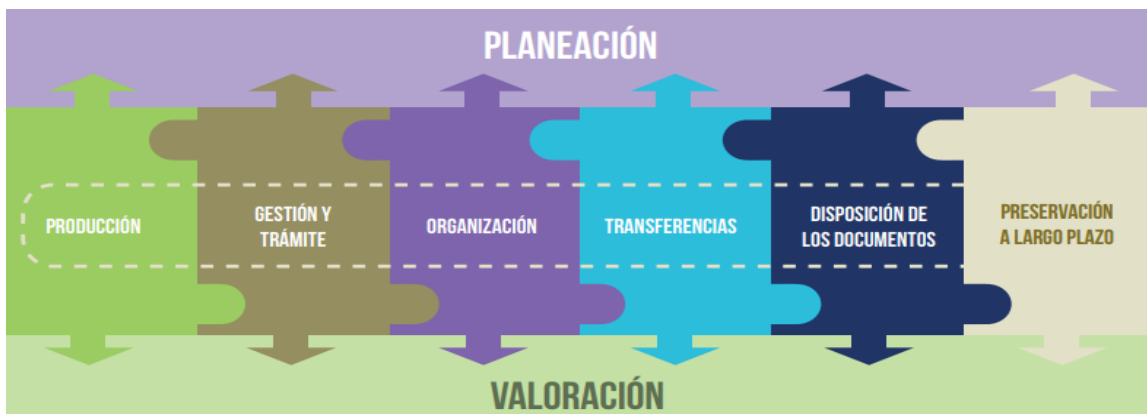 PLANEACIÓN
PRODUCCIÓN
GESTIÓN Y
TRÁMITE
ORGANIZACIÓN
TRANSFERENCIAS
DISPOSICIÓN DE
LOS DOCUMENTOS
PRESERVACIÓN
A LARGO PLAZO
VALORACIÓN